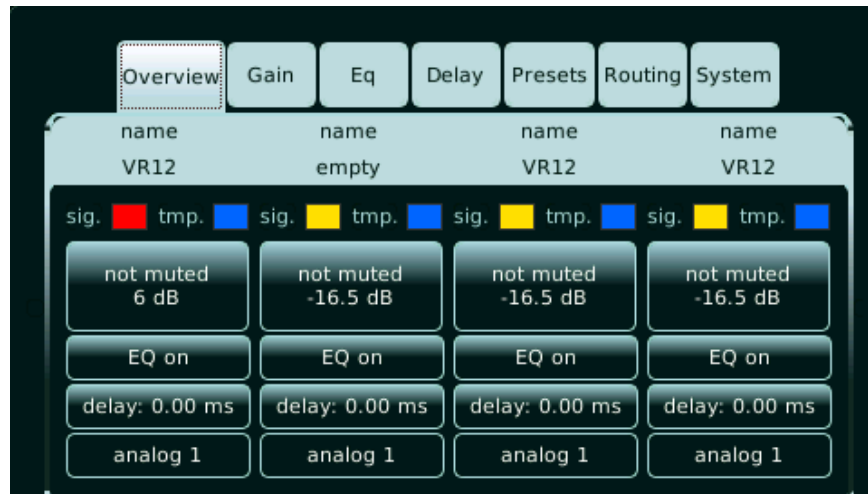 Overview Gain Eq Delay Presets Routing System
name name name name
VR12 empty VR12 VR12
sig. tmp. sig. tmp. sig. tmp. sig. tmp.
not muted not muted not muted not muted
6 dB -16.5 dB -16.5 dB -16.5 dB
EQ on EQ on EQ on EQ on
delay: 0.00 ms delay: 0.00 ms delay: 0.00 ms delay: 0.00 ms
analog 1 analog 1 analog 1 analog 1